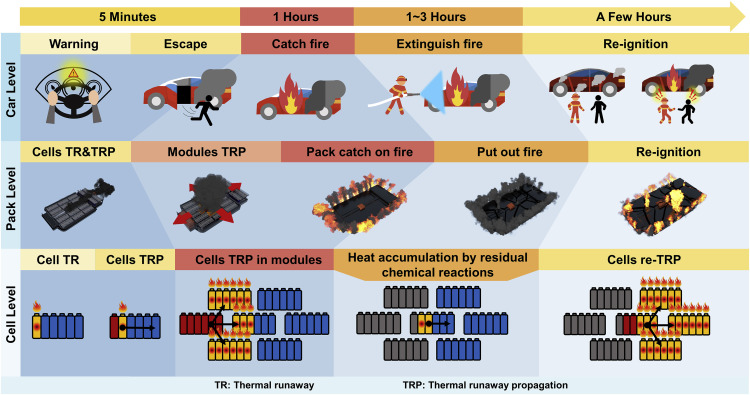 5 Minutes
1 Hours
1~3 Hours
A Few Hours
Car Level
Warning
Escape
Catch fire
Extinguish fire
Re-ignition
Pack Level
Cells TR&TRP
Modules TRP
Pack catch on fire
Put out fire
Re-ignition
Cell Level
Cell TR
Cells TRP
Cells TRP in modules
Heat accumulation by residual
chemical reactions
Cells re-TRP
TR: Thermal runaway
TRP: Thermal runaway propagation